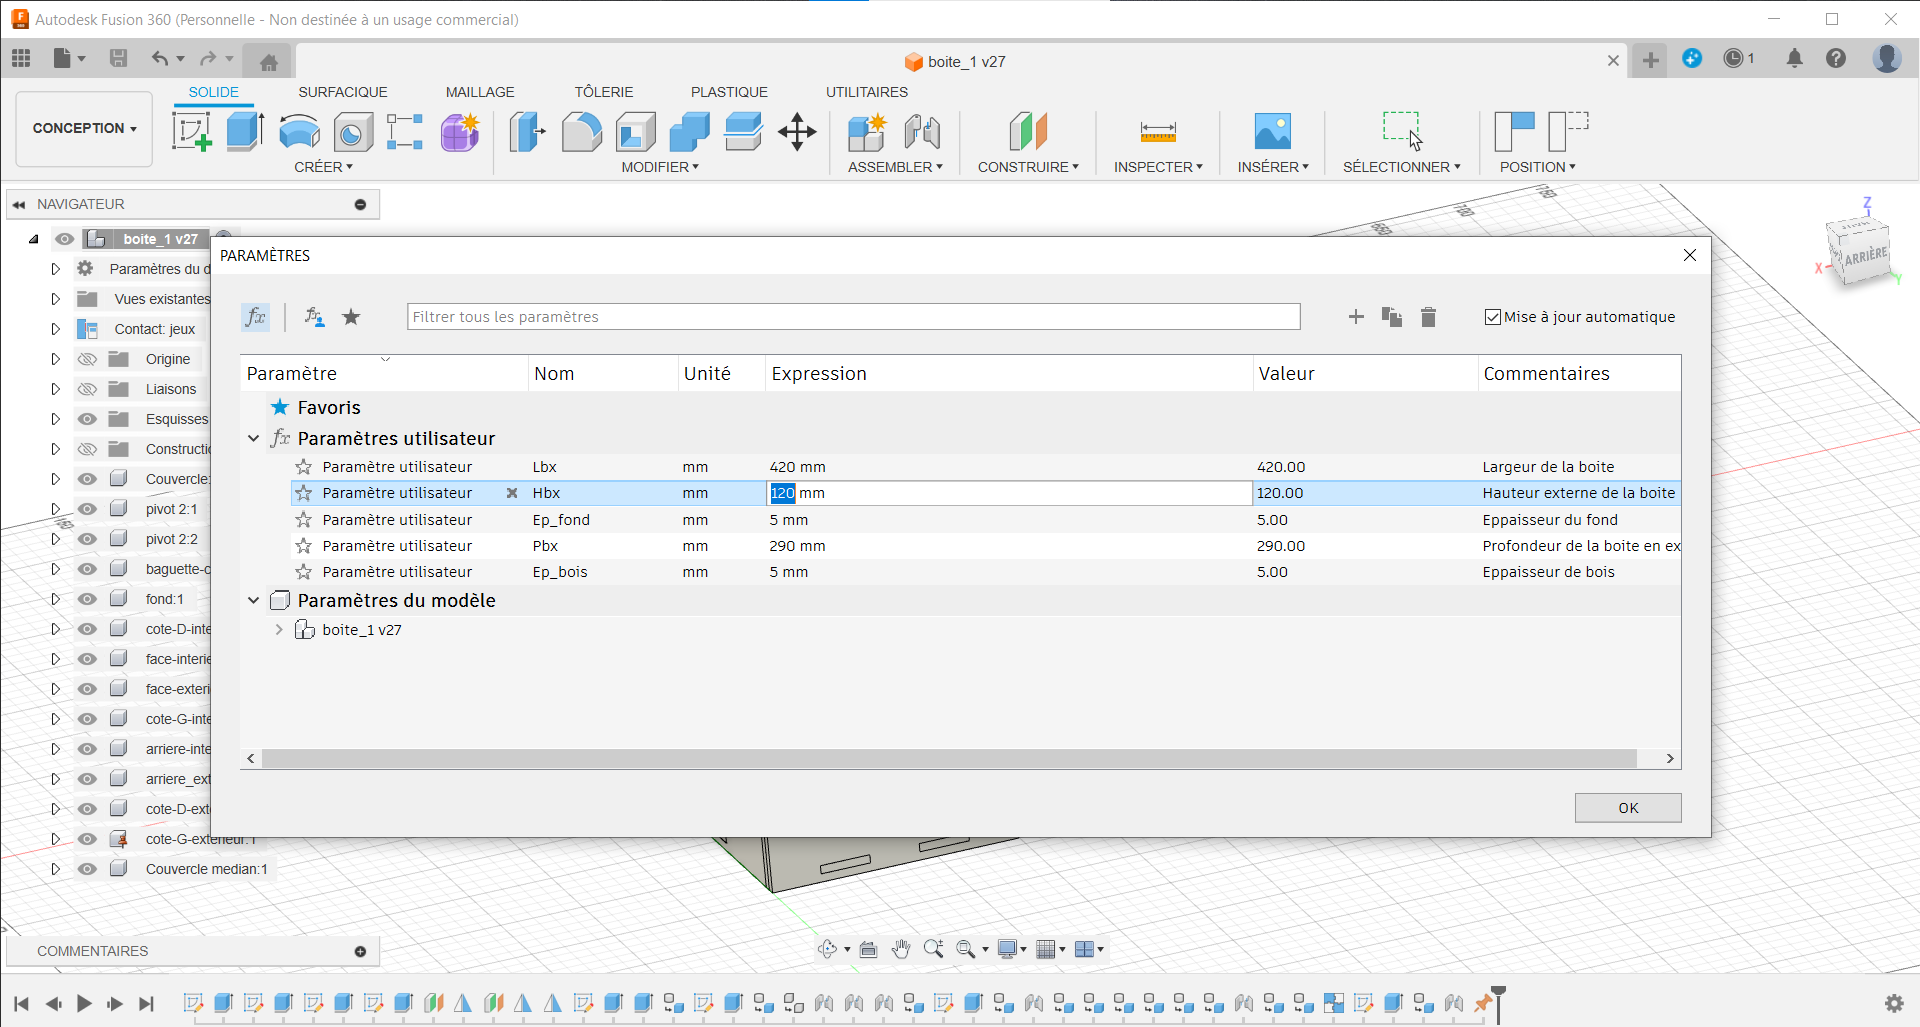 Autodesk Fusion 360 (Personnelle - Non destinée à un usage commercial)
boite_1 v27
1
CONCEPTION
SOLIDE
SURFACIQUE
MAILLAGE
TÔLERIE
PLASTIQUE
UTILITAIRES
CRÉER
MODIFIER
ASSEMBLER
CONSTRUIRE
INSPECTER
INSÉRER
SÉLECTIONNER
POSITION
NAVIGATEUR
boite_1 v27
Paramètres du d
Vues existantes
Contact: jeux
Origine
Liaisons
Esquisses
Constructi
Couvercle:
pivot 2:1
pivot 2:2
baguette-c
fond:1
cote-D-inte
face-interie
face-exteri
cote-G-inte
arriere-inte
arriere_ext
cote-D-ext
cote-G-exterieur:1
Couvercle median:1
COMMENTAIRES
PARAMÈTRES
fx
Filtrer tous les paramètres
Mise à jour automatique
Paramètre Nom Unité Expression Valeur Commentaires
Favoris
fx Paramètres utilisateur
Paramètre utilisateur Lbx mm 420 mm 420.00 Largeur de la boite
Paramètre utilisateur Hbx mm 120 mm 120.00 Hauteur externe de la boite
Paramètre utilisateur Ep_fond mm 5 mm 5.00 Eppaisseur du fond
Paramètre utilisateur Pbx mm 290 mm 290.00 Profondeur de la boite en ex
Paramètre utilisateur Ep_bois mm 5 mm 5.00 Eppaisseur de bois
Paramètres du modèle
boite_1 v27
OK
Z
X
Y
HAUT
ARRIÈRE